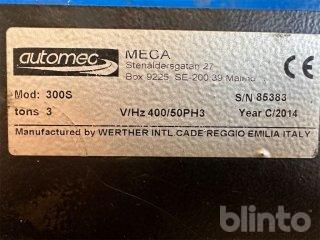 automec
MECA
Stenåldersgatan 27
Box 9225 SE-200 39 Malmö
CE
Mod: 300S
S/N 85383
tons 3
V/Hz 400/50PH3
Year C/2014
Manufactured by WERTHER INTL.CADE REGGIO EMILIA ITALY
blinto